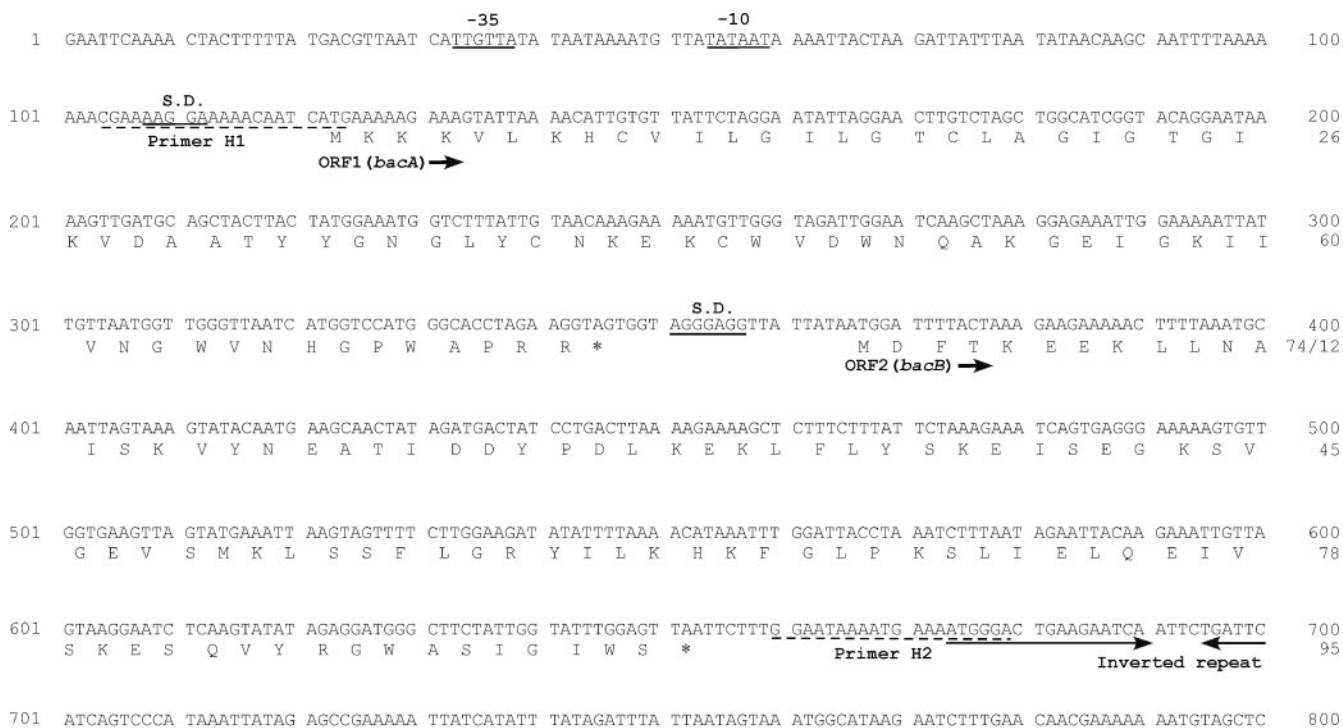 -35 -10
1 GAATTCAAAA CTACTTTTTA TGACGTTAAT CATTGTTATA TAATAAAATG TTATATAATA AAATTACTAA GATTATTTAA TATAACAAGC AATTTTAAAA 100
S.D.
101 AAACGAAAAG GAAAAACAAT CATGAAAAAG AAAGTATTAA AACATTGTGT TATTCTAGGA ATATTAGGAA CTTGTCTAGC TGGCATCGGT ACAGGAATAA 200
M K K K V L K H C V I L G I L G T C L A G I G T G I 26
Primer H1
ORF1(bacA)
201 AAGTTGATGC AGCTACTTAC TATGGAAATG GTCTTTATTG TAACAAAGAA AAATGTTGGG TAGATTGGAA TCAAGCTAAA GGAGAAATTG GAAAAATTAT 300
K V D A A T Y Y G N G L Y C N K E K C W V D W N Q A K G E I G K I I 60
S.D.
301 TGTTAATGGT TGGGTTAATC ATGGTCCATG GGCACCTAGA AGGTAGTGGT AGGGAGGTTA TTATAATGGA TTTTACTAAA GAAGAAAAAC TTTTAAATGC 400
V N G W V N H G P W A P R R * M D F T K E E K L L N A 74/12
ORF2(bacB)
401 AATTAGTAAA GTATACAATG AAGCAACTAT AGATGACTAT CCTGACTTAA AAGAAAAGCT CTTTCTTTAT TCTAAAGAAA TCAGTGAGGG AAAAAGTGTT 500
I S K V Y N E A T I D D Y P D L K E K L F L Y S K E I S E G K S V 45
501 GGTGAAGTTA GTATGAAATT AAGTAGTTTT CTTGGAAGAT ATATTTTAAA ACATAAATTT GGATTACCTA AATCTTTAAT AGAATTACAA GAAATTGTTA 600
G E V S M K L S S F L G R Y I L K H K F G L P K S L I E L Q E I V 78
601 GTAAGGAATC TCAAGTATAT AGAGGATGGG CTTCTATTGG TATTTGGAGT TAATTCTTTG GAATAAAATG AAAATGGGAC TGAAGAATCA ATTCTGATTC 700
S K E S Q V Y R G W A S I G I W S * 95
Primer H2 Inverted repeat
701 ATCAGTCCCA TAAATTATAG AGCCGAAAAA TTATCATATT TATAGATTTA TTAATAGTAA ATGGCATAAG AATCTTTGAA CAACGAAAAA AATGTAGCTC 800